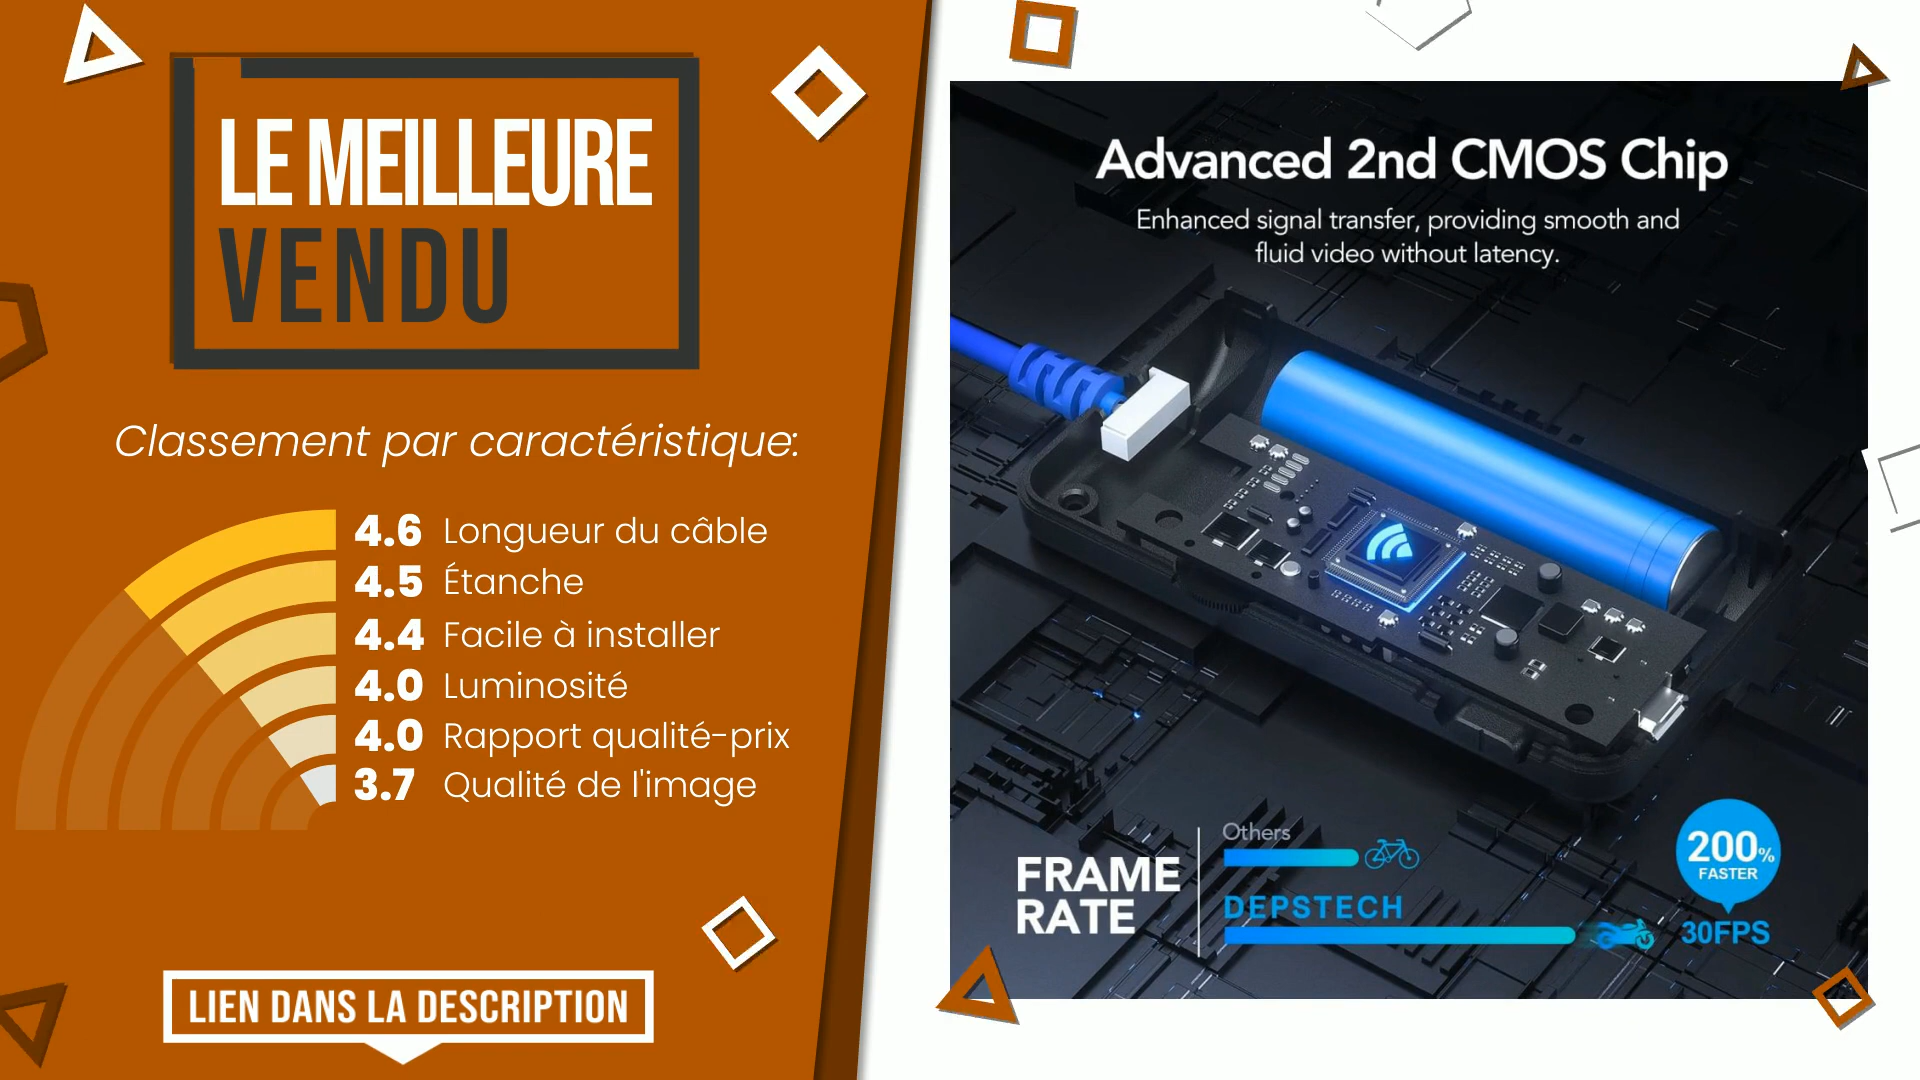 LE MEILLEURE
VENDU
Classement par caractéristique:
4.6 Longueur du câble
4.5 Étanche
4.4 Facile à installer
4.0 Luminosité
4.0 Rapport qualité-prix
3.7 Qualité de l'image
LIEN DANS LA DESCRIPTION
Advanced 2nd CMOS Chip
Enhanced signal transfer, providing smooth and
fluid video without latency.
FRAME
RATE
Others
DEPSTECH
200%
FASTER
30FPS